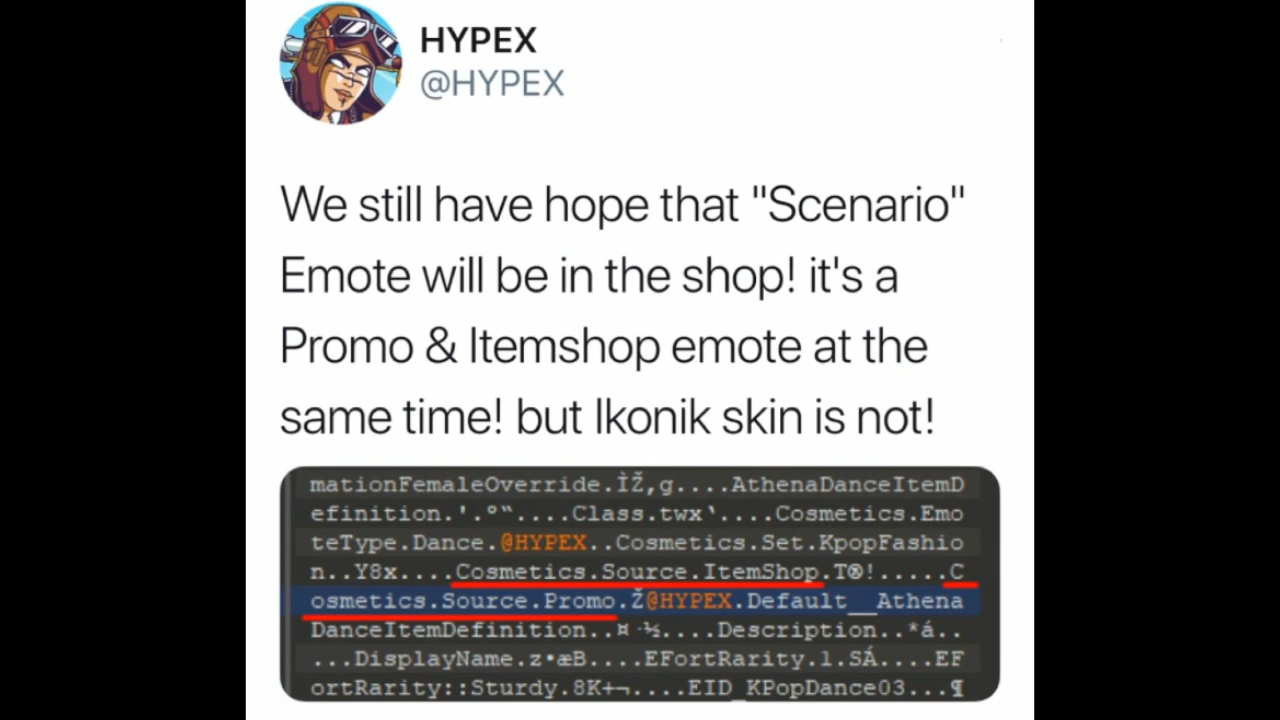 HYPEX
@HYPEX
We still have hope that "Scenario"
Emote will be in the shop! it's a
Promo & Itemshop emote at the
same time! but Ikonik skin is not!
mationFemaleOverride.ÌŽ,g....AthenaDanceItemD
efinition.'.°‟....Class.twx‵....Cosmetics.Emo
teType.Dance.@HYPEX..Cosmetics.Set.KpopFashio
n..Y8x....Cosmetics.Source.ItemShop.T®!.....C
osmetics.Source.Promo.Ž@HYPEX.Default__Athena
DanceItemDefinition..¤·½....Description..*á..
...DisplayName.z•æB....EFortRarity.l.SÁ....EF
ortRarity::Sturdy.8K+¬....EID_KPopDance03...¶